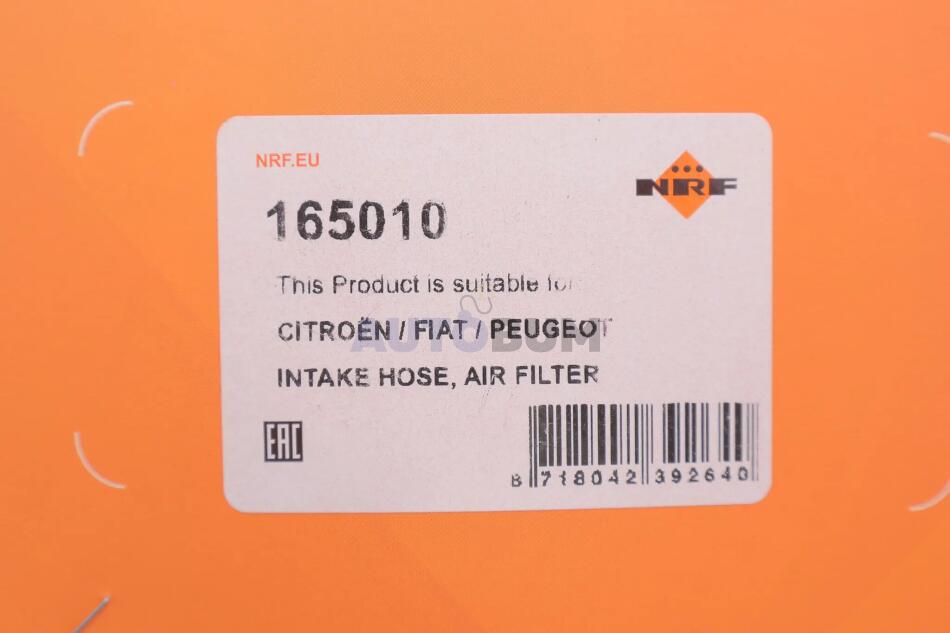 NRF.EU
NRF
165010
This Product is suitable for
CITROËN / FIAT / PEUGEOT
AUTOBUM
INTAKE HOSE, AIR FILTER
EAC
8 718042 392640